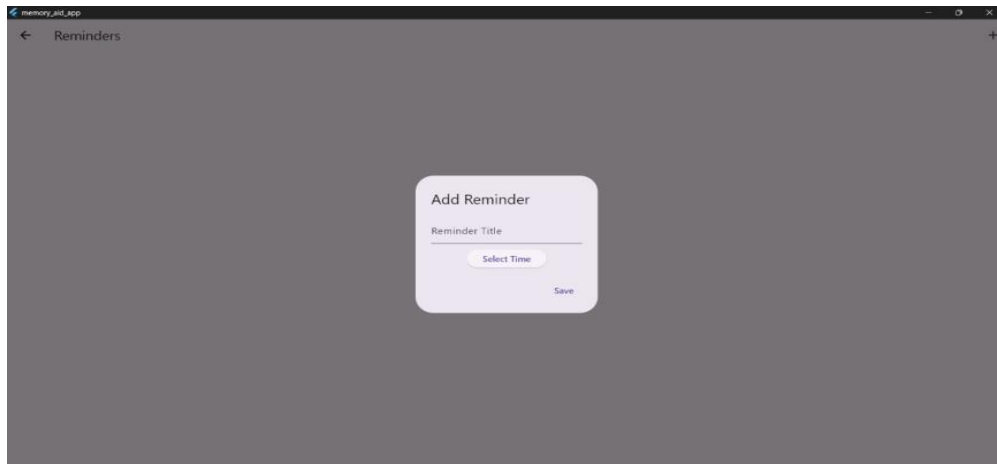 memory_aid_app
Reminders
Add Reminder
Reminder Title
Select Time
Save